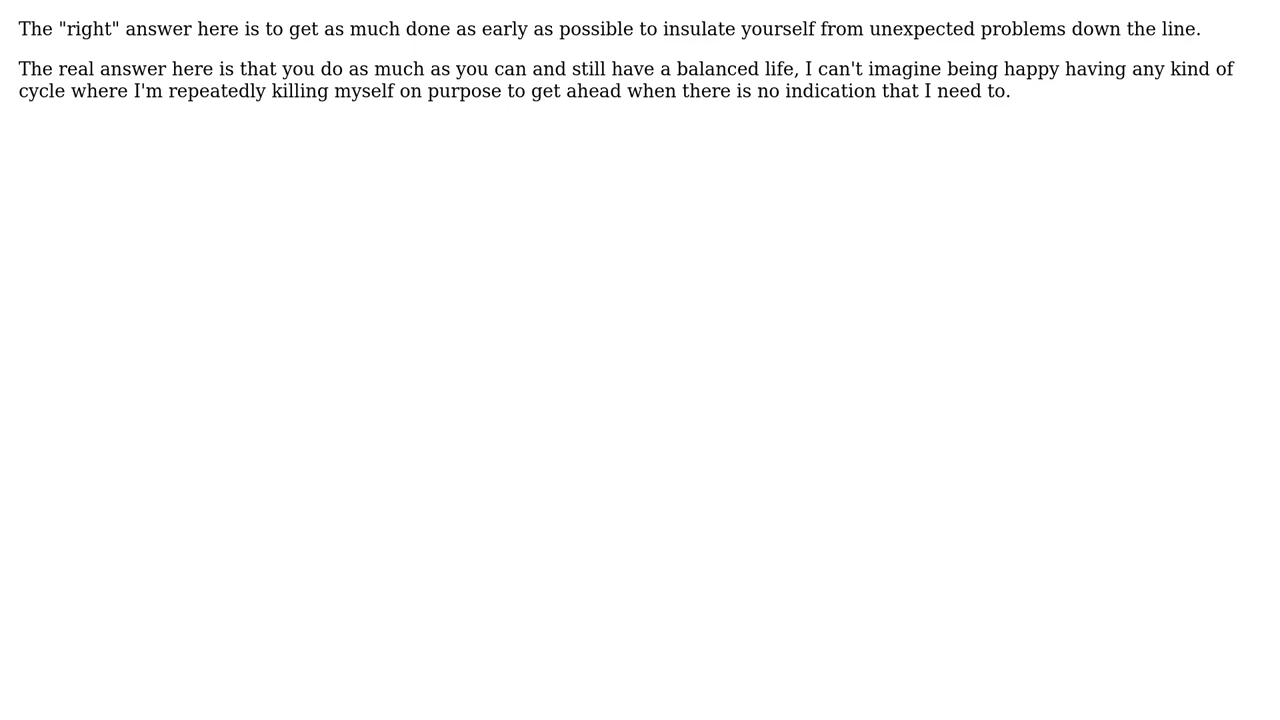 The "right" answer here is to get as much done as early as possible to insulate yourself from unexpected problems down the line.
The real answer here is that you do as much as you can and still have a balanced life, I can't imagine being happy having any kind of
cycle where I'm repeatedly killing myself on purpose to get ahead when there is no indication that I need to.